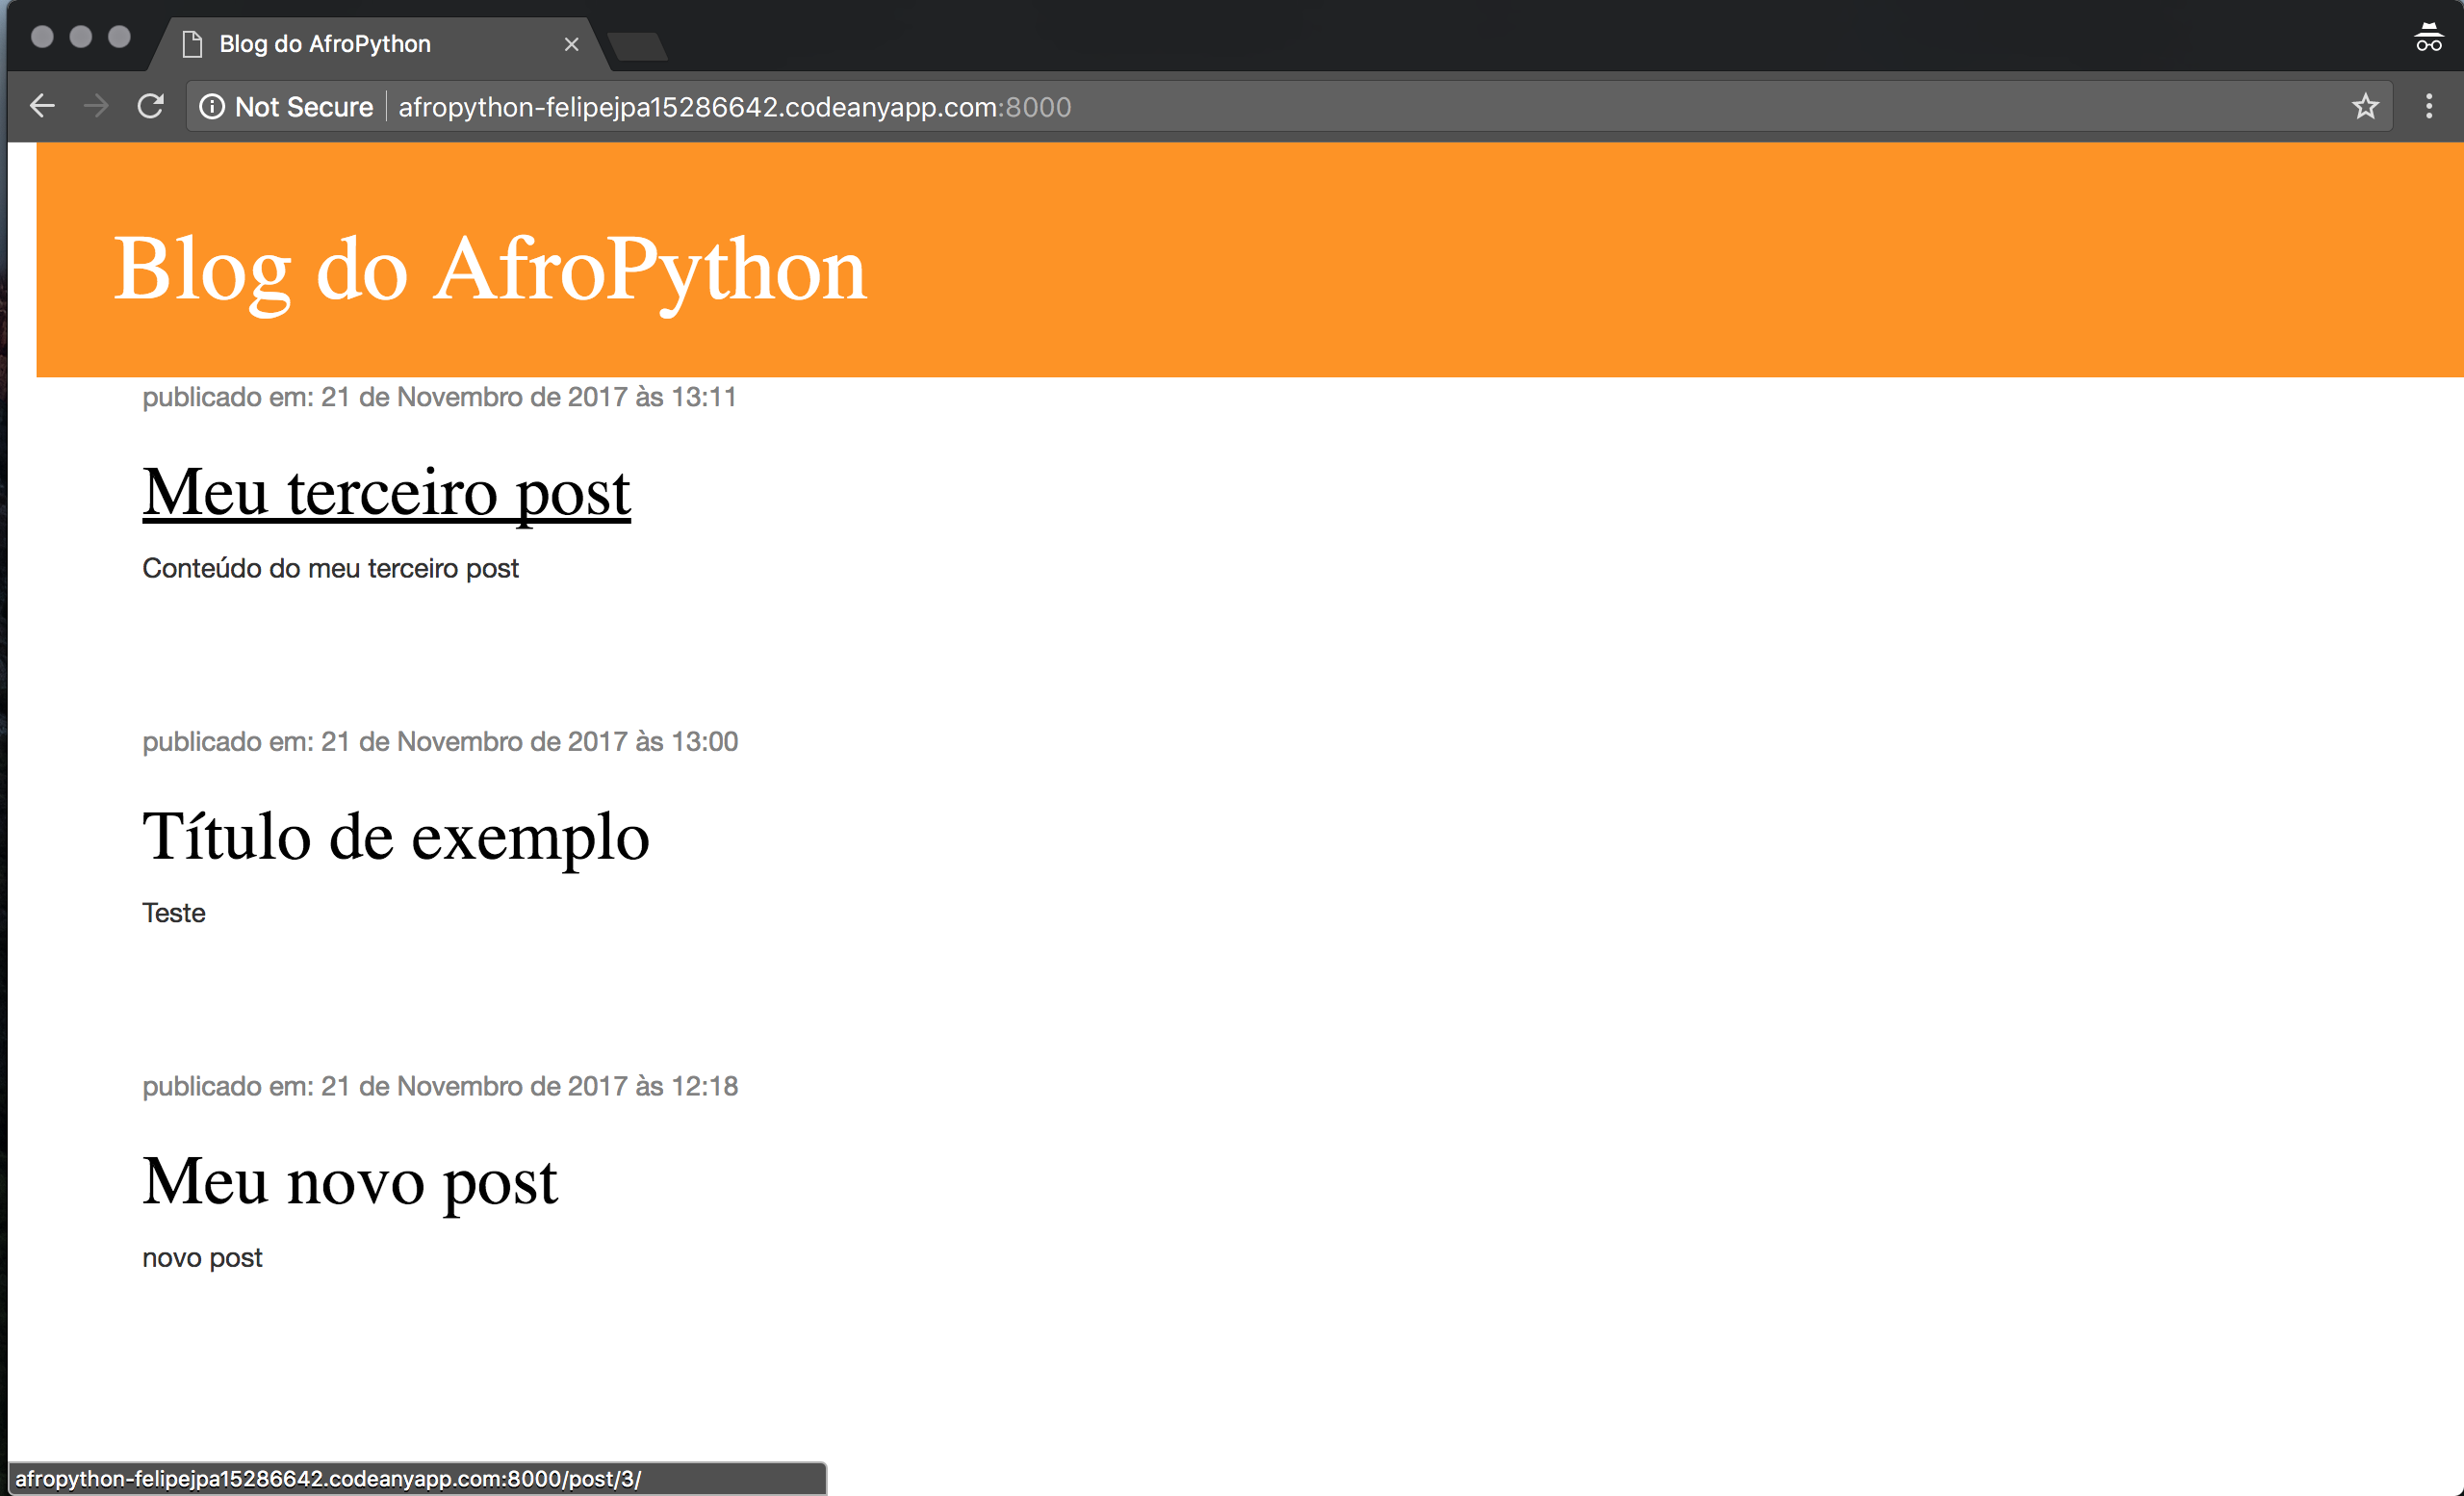 Blog do AfroPython
Not Secure afropython-felipejpa15286642.codeanyapp.com:8000
Blog do AfroPython
publicado em: 21 de Novembro de 2017 às 13:11
Meu terceiro post
Conteúdo do meu terceiro post
publicado em: 21 de Novembro de 2017 às 13:00
Título de exemplo
Teste
publicado em: 21 de Novembro de 2017 às 12:18
Meu novo post
novo post
afropython-felipejpa15286642.codeanyapp.com:8000/post/3/